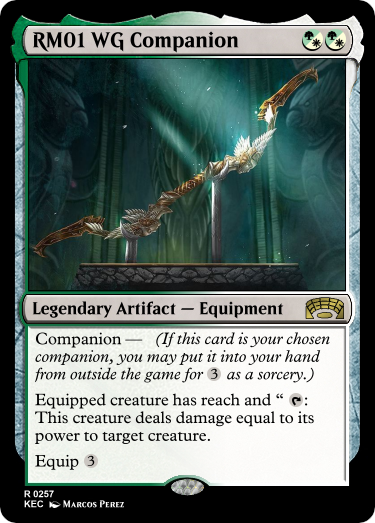 RM01 WG Companion
Legendary Artifact — Equipment
Companion — (If this card is your chosen
companion, you may put it into your hand
from outside the game for 3 as a sorcery.)
Equipped creature has reach and “ :
This creature deals damage equal to its
power to target creature.
Equip 3
R 0257
KEC Marcos Perez